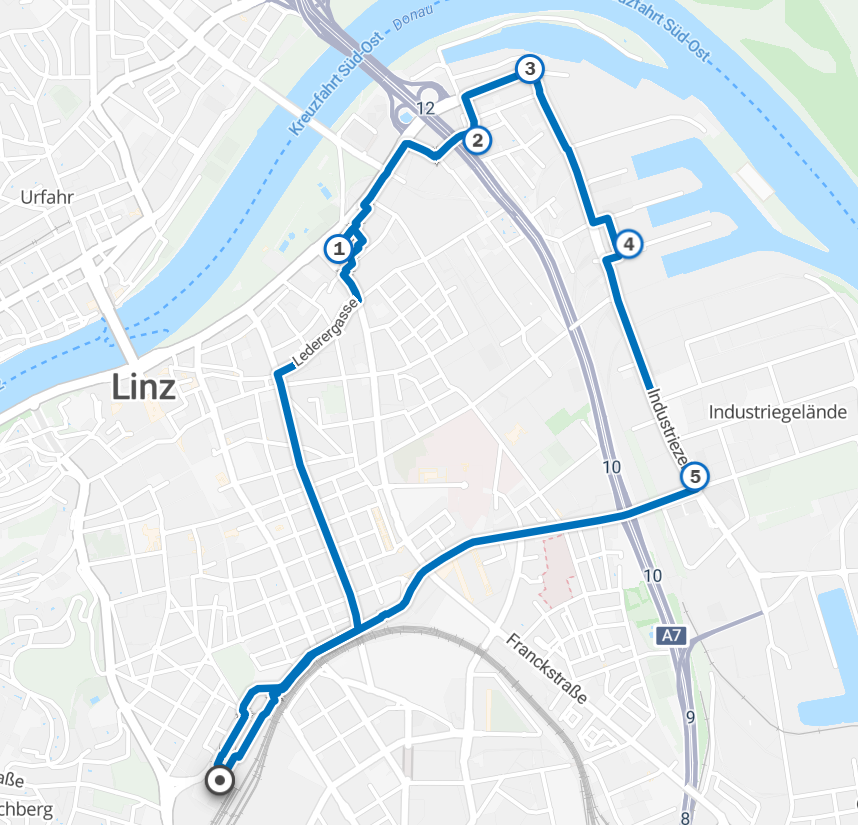 Donau
Kreuzfahrt Süd-Ost
Kreuzfahrt Süd-Ost
3
12
2
Urfahr
1
4
Lederergasse
Linz
Industrieze
Industriegelände
10
5
10
A7
Franckstraße
9
aße
chberg
8